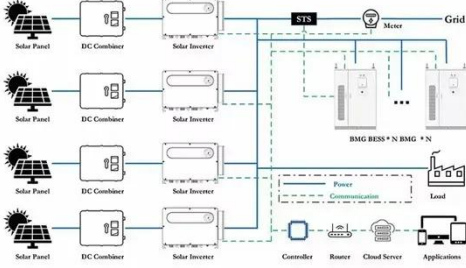 STS
Meter
Grid
Solar Panel DC Combiner Solar Inverter
Solar Panel DC Combiner Solar Inverter
BMG BESS * N BMG * N
Solar Panel DC Combiner Solar Inverter
Power
Communication
Load
Solar Panel DC Combiner Solar Inverter
Controller Router Cloud Server Applications